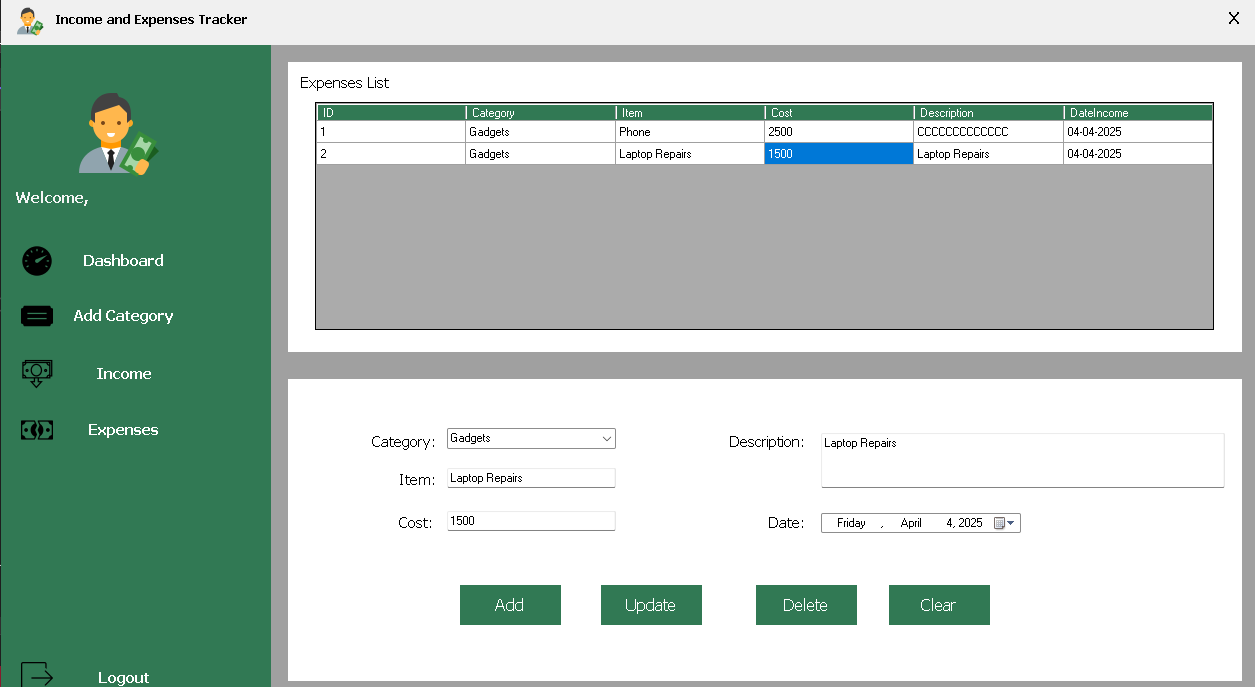 Income and Expenses Tracker
X
Welcome,
Dashboard
Add Category
Income
Expenses
Logout
Expenses List
ID Category Item Cost Description DateIncome
1 Gadgets Phone 2500 CCCCCCCCCCCCC 04-04-2025
2 Gadgets Laptop Repairs 1500 Laptop Repairs 04-04-2025
Category: Gadgets
Item: Laptop Repairs
Cost: 1500
Description: Laptop Repairs
Date: Friday , April 4, 2025
Add Update Delete Clear